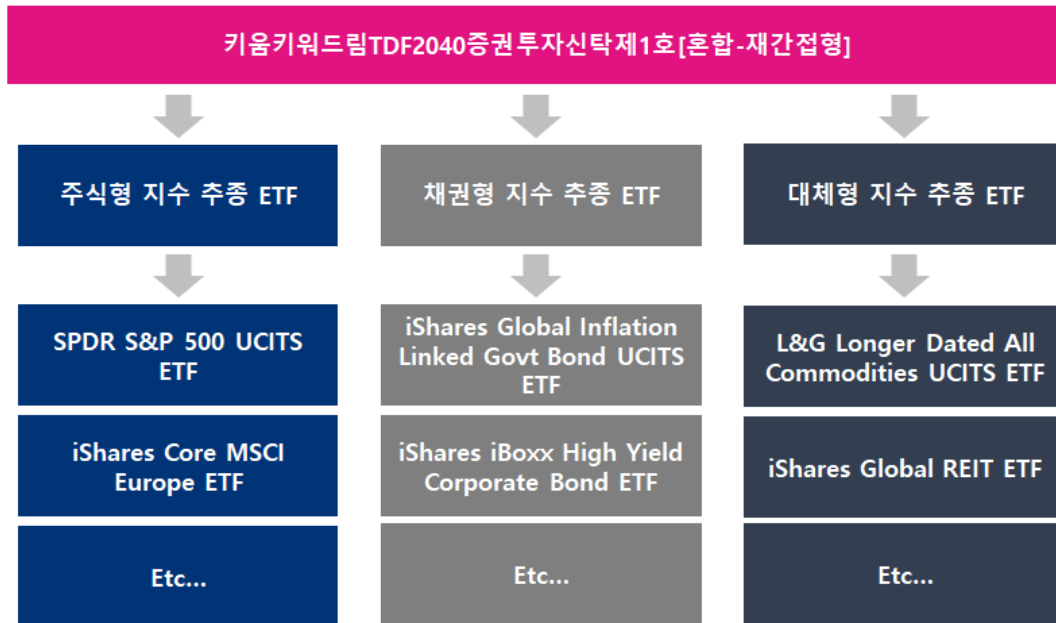 키움키워드림TDF2040증권투자신탁제1호[혼합-재간접형]
주식형 지수 추종 ETF
채권형 지수 추종 ETF
대체형 지수 추종 ETF
SPDR S&P 500 UCITS
ETF
iShares Global Inflation
Linked Govt Bond UCITS
ETF
L&G Longer Dated All
Commodities UCITS ETF
iShares Core MSCI
Europe ETF
iShares iBoxx High Yield
Corporate Bond ETF
iShares Global REIT ETF
Etc...
Etc...
Etc...